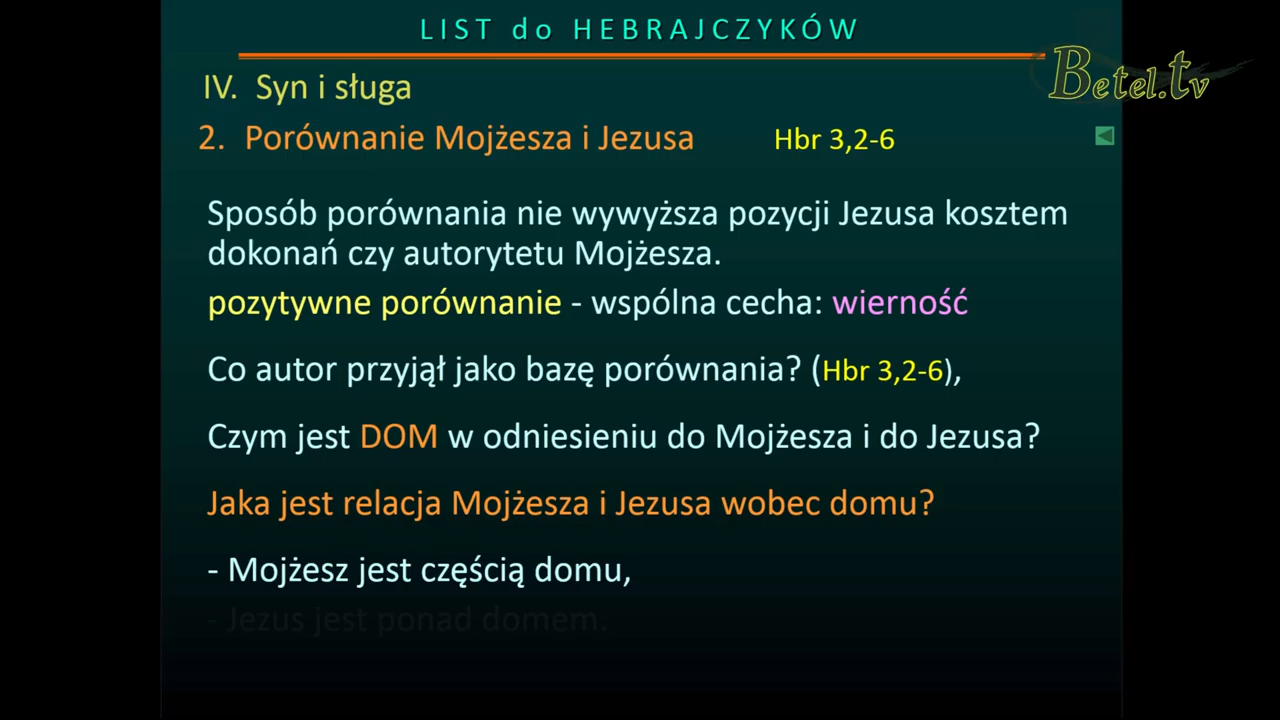 LIST do HEBRAJCZYKÓW
Betel.tv
IV. Syn i sługa
2. Porównanie Mojżesza i Jezusa Hbr 3,2-6
Sposób porównania nie wywyższa pozycji Jezusa kosztem
dokonań czy autorytetu Mojżesza.
pozytywne porównanie - wspólna cecha: wierność
Co autor przyjął jako bazę porównania? (Hbr 3,2-6),
Czym jest DOM w odniesieniu do Mojżesza i do Jezusa?
Jaka jest relacja Mojżesza i Jezusa wobec domu?
- Mojżesz jest częścią domu,
- Jezus jest ponad domem.